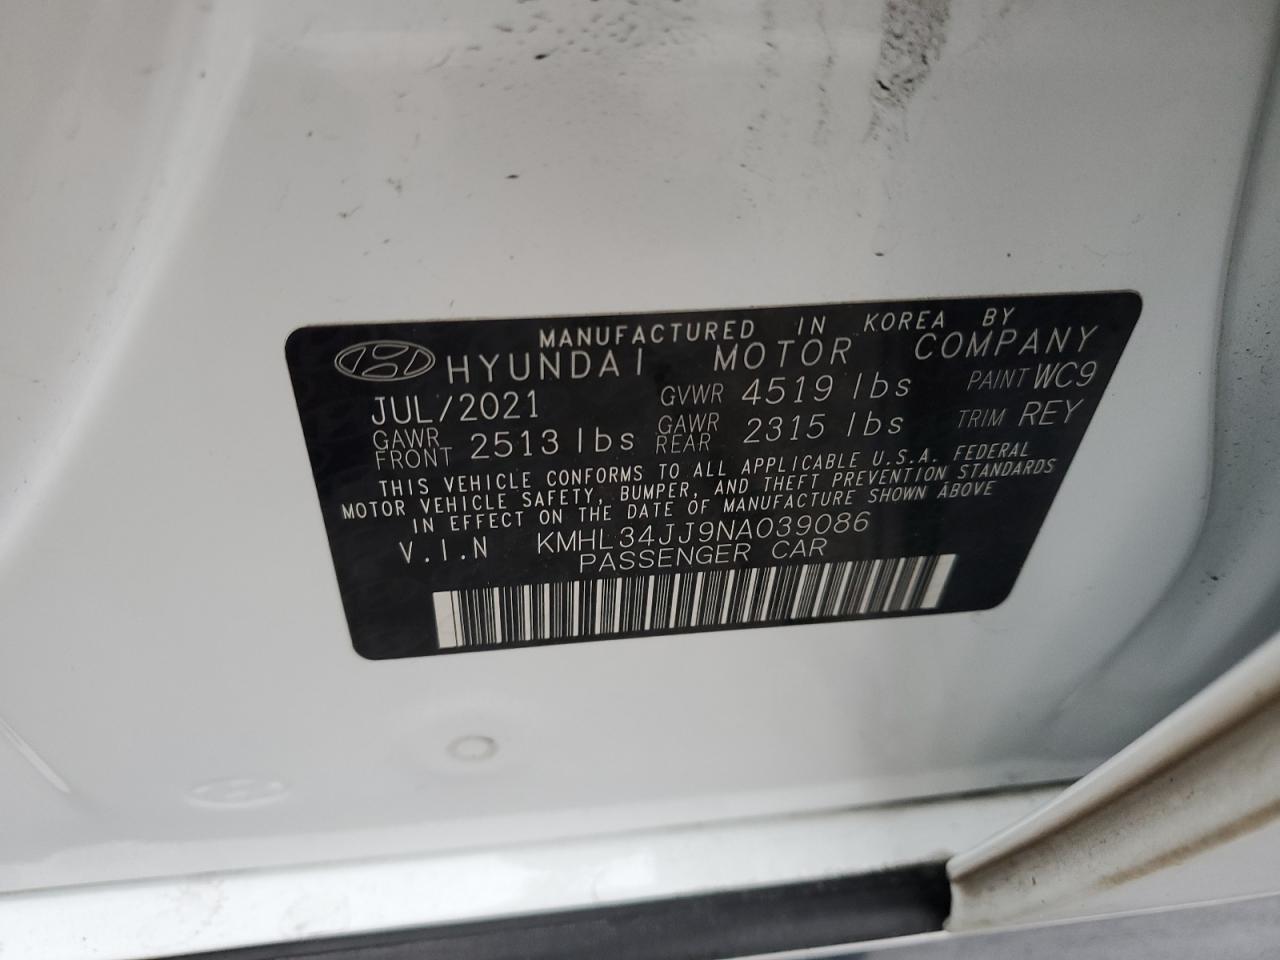 MANUFACTURED IN KOREA BY
HYUNDAI MOTOR COMPANY
JUL/2021 GVWR 4519 lbs PAINT WC9
GAWR FRONT 2513 lbs GAWR REAR 2315 lbs TRIM REY
THIS VEHICLE CONFORMS TO ALL APPLICABLE U.S.A. FEDERAL
MOTOR VEHICLE SAFETY, BUMPER, AND THEFT PREVENTION STANDARDS
IN EFFECT ON THE DATE OF MANUFACTURE SHOWN ABOVE
V.I.N KMHL34JJ9NA039086
PASSENGER CAR